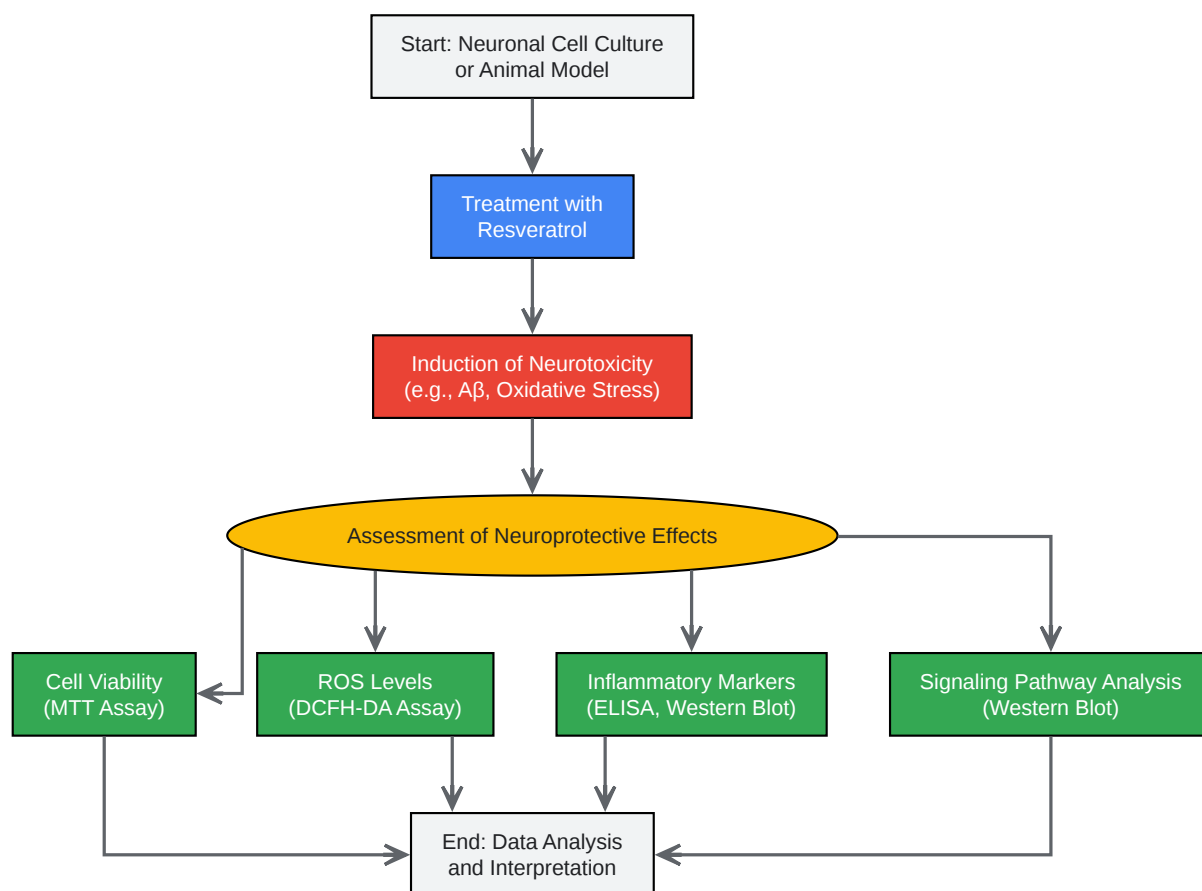 Start: Neuronal Cell Culture
or Animal Model
Treatment with
Resveratrol
Induction of Neurotoxicity
(e.g., Aβ, Oxidative Stress)
Assessment of Neuroprotective Effects
Cell Viability
(MTT Assay)
ROS Levels
(DCFH-DA Assay)
Inflammatory Markers
(ELISA, Western Blot)
Signaling Pathway Analysis
(Western Blot)
End: Data Analysis
and Interpretation